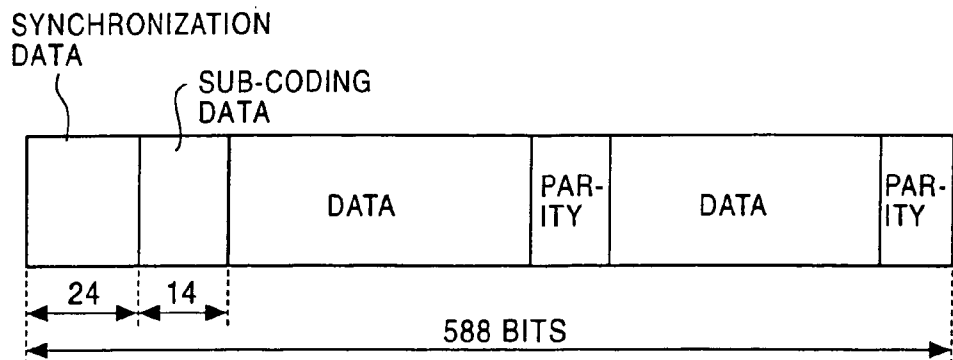 SYNCHRONIZATION
DATA
SUB-CODING
DATA
DATA
PAR-
ITY
DATA
PAR-
ITY
24
14
588 BITS